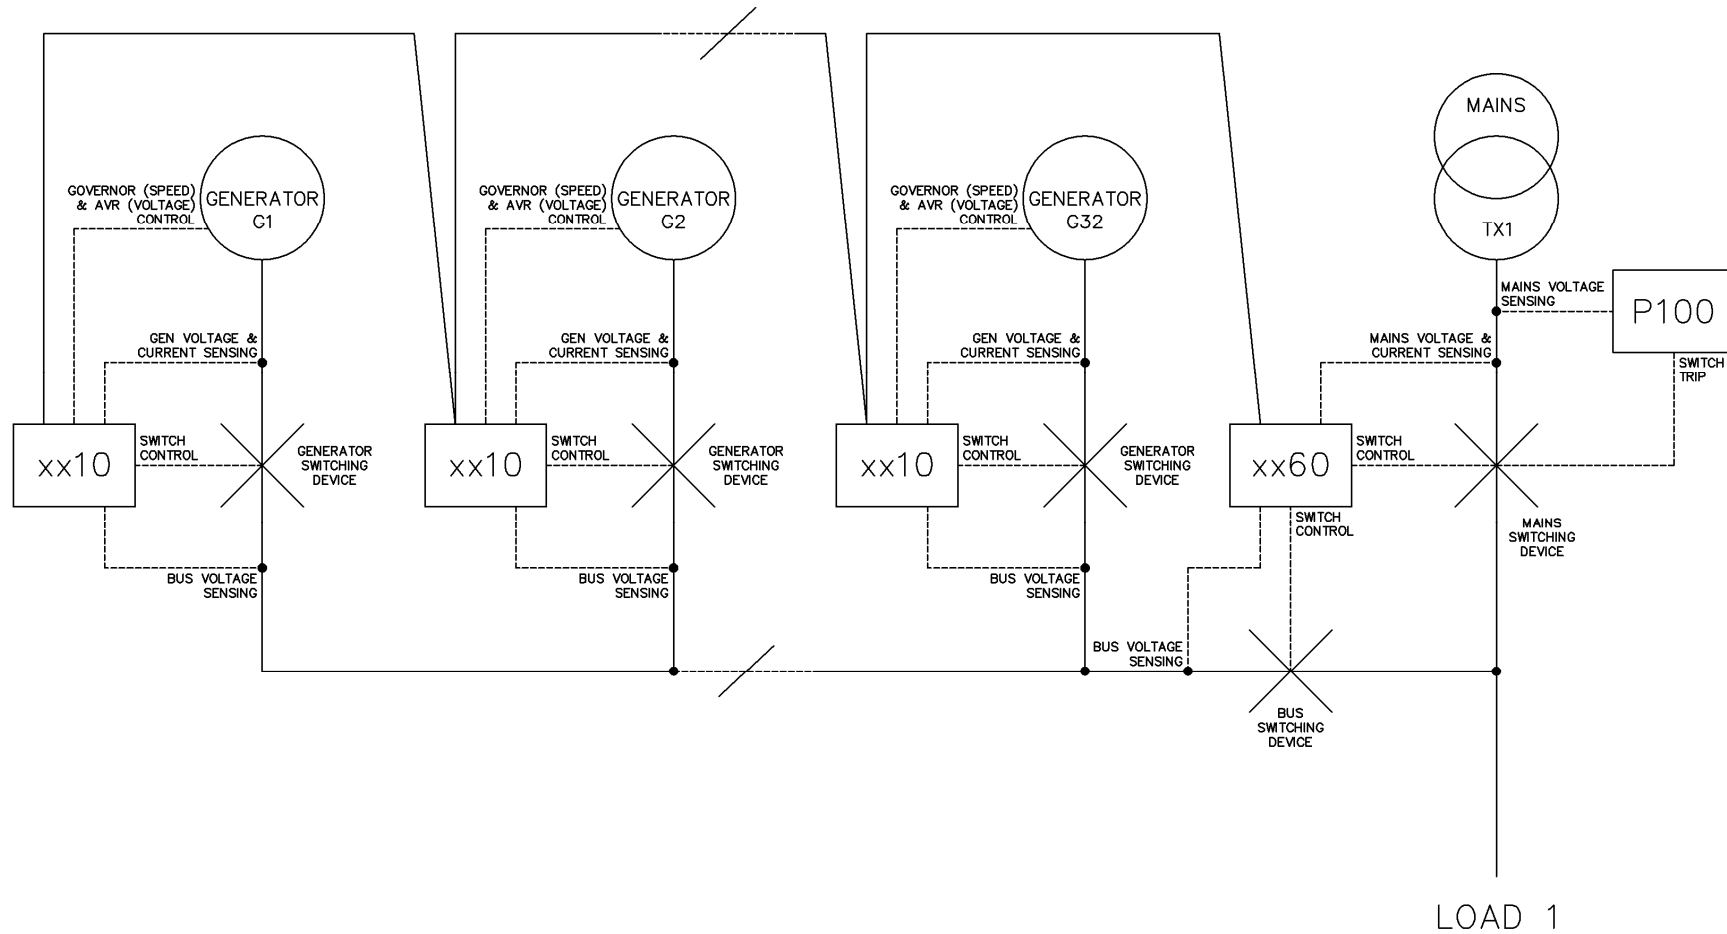 MAINS
GENERATOR
G1
GENERATOR
G2
GENERATOR
G32
TX1
GOVERNOR (SPEED)
& AVR (VOLTAGE)
CONTROL
GOVERNOR (SPEED)
& AVR (VOLTAGE)
CONTROL
GOVERNOR (SPEED)
& AVR (VOLTAGE)
CONTROL
MAINS VOLTAGE
SENSING
P100
GEN VOLTAGE &
CURRENT SENSING
GEN VOLTAGE &
CURRENT SENSING
GEN VOLTAGE &
CURRENT SENSING
MAINS VOLTAGE &
CURRENT SENSING
SWITCH
TRIP
xx10
SWITCH
CONTROL
GENERATOR
SWITCHING
DEVICE
xx10
SWITCH
CONTROL
GENERATOR
SWITCHING
DEVICE
xx10
SWITCH
CONTROL
GENERATOR
SWITCHING
DEVICE
xx60
SWITCH
CONTROL
SWITCH
CONTROL
MAINS
SWITCHING
DEVICE
BUS VOLTAGE
SENSING
BUS VOLTAGE
SENSING
BUS VOLTAGE
SENSING
BUS VOLTAGE
SENSING
BUS
SWITCHING
DEVICE
LOAD 1